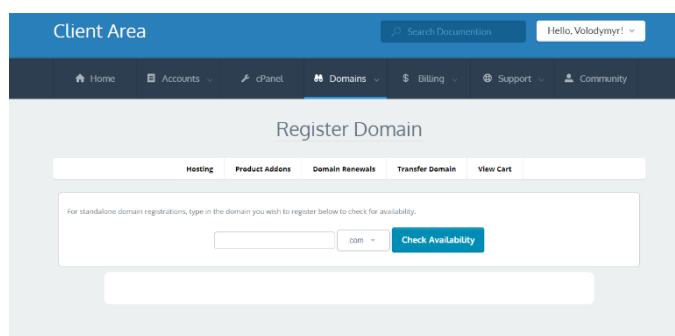 Client Area
Search Documention
Hello, Volodymyr!
Home Accounts cPanel Domains $ Billing Support Community
Register Domain
Hosting Product Addons Domain Renewals Transfer Domain View Cart
For standalone domain registrations, type in the domain you wish to register below to check for availability.
com Check Availability